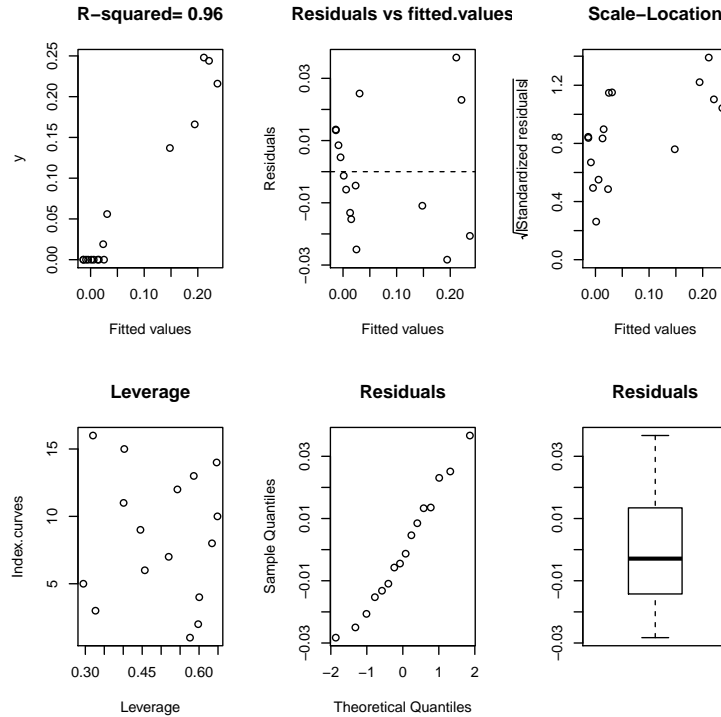 R−squared= 0.96
0.00 0.05 0.10 0.15 0.20 0.25
y
0.00 0.10 0.20
Fitted values
Residuals vs fitted.values
−0.03 −0.01 0.01 0.03
Residuals
0.00 0.10 0.20
Fitted values
Scale−Location
0.0 0.4 0.8 1.2
√|Standardized residuals|
0.00 0.10 0.20
Fitted values
Leverage
5 10 15
Index.curves
0.30 0.45 0.60
Leverage
Residuals
−0.03 −0.01 0.01 0.03
Sample Quantiles
−2 −1 0 1 2
Theoretical Quantiles
Residuals
−0.03 −0.01 0.01 0.03